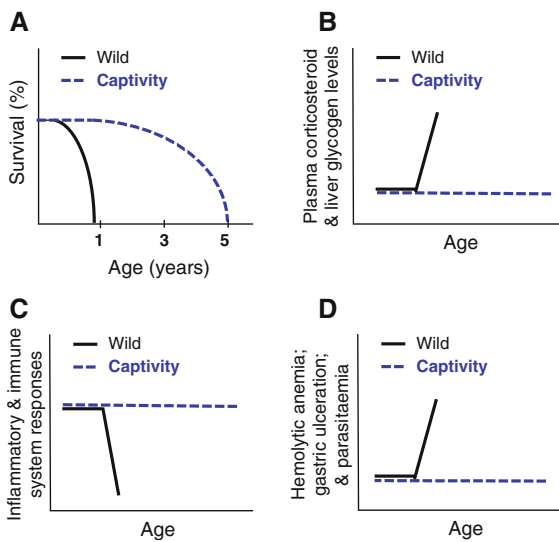 A
Wild
Captivity
Survival (%)
1
3
5
Age (years)
B
Wild
Captivity
Plasma corticosteroid
& liver glycogen levels
Age
C
Wild
Captivity
Inflammatory & immune
system responses
Age
D
Wild
Captivity
Hemolytic anemia;
gastric ulceration;
& parasitaemia
Age